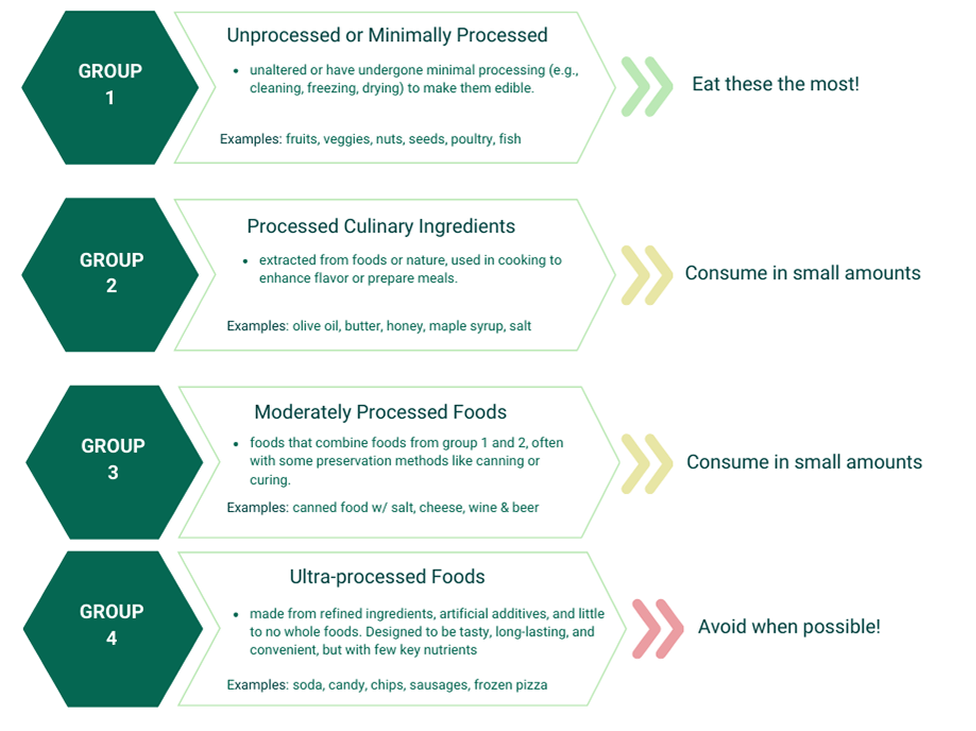 GROUP
1
Unprocessed or Minimally Processed
• unaltered or have undergone minimal processing (e.g.,
cleaning, freezing, drying) to make them edible.
Examples: fruits, veggies, nuts, seeds, poultry, fish
Eat these the most!
GROUP
2
Processed Culinary Ingredients
• extracted from foods or nature, used in cooking to
enhance flavor or prepare meals.
Examples: olive oil, butter, honey, maple syrup, salt
Consume in small amounts
GROUP
3
Moderately Processed Foods
• foods that combine foods from group 1 and 2, often
with some preservation methods like canning or
curing.
Examples: canned food w/ salt, cheese, wine & beer
Consume in small amounts
GROUP
4
Ultra-processed Foods
• made from refined ingredients, artificial additives, and little
to no whole foods. Designed to be tasty, long-lasting, and
convenient, but with few key nutrients
Examples: soda, candy, chips, sausages, frozen pizza
Avoid when possible!